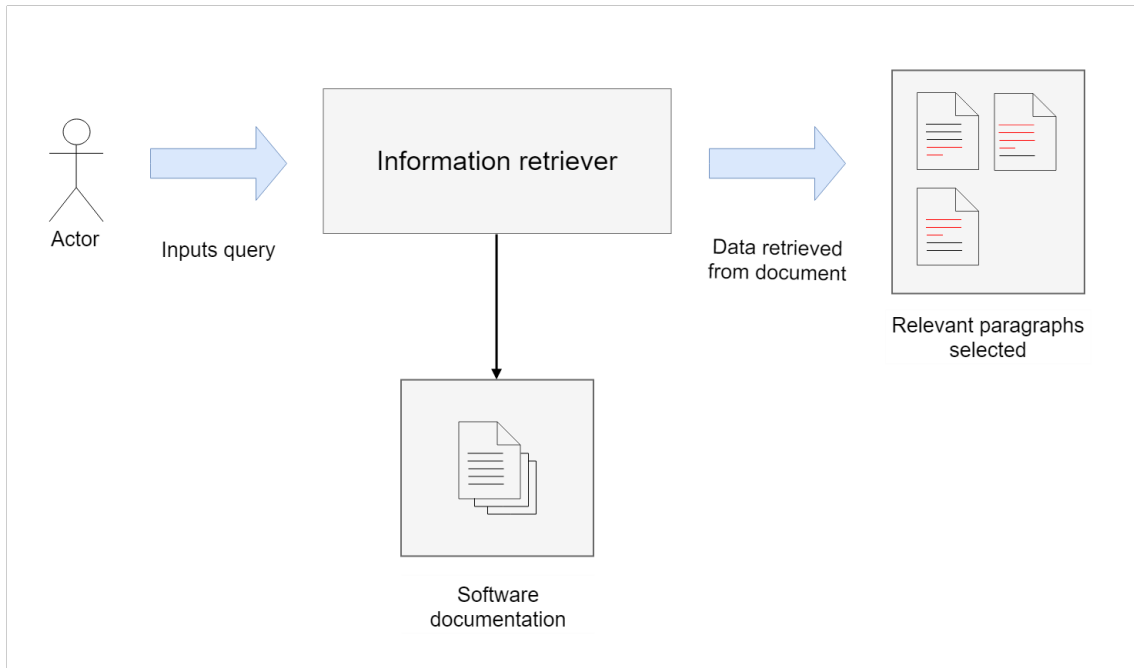 Actor
Inputs query
Information retriever
Data retrieved
from document
Relevant paragraphs
selected
Software
documentation